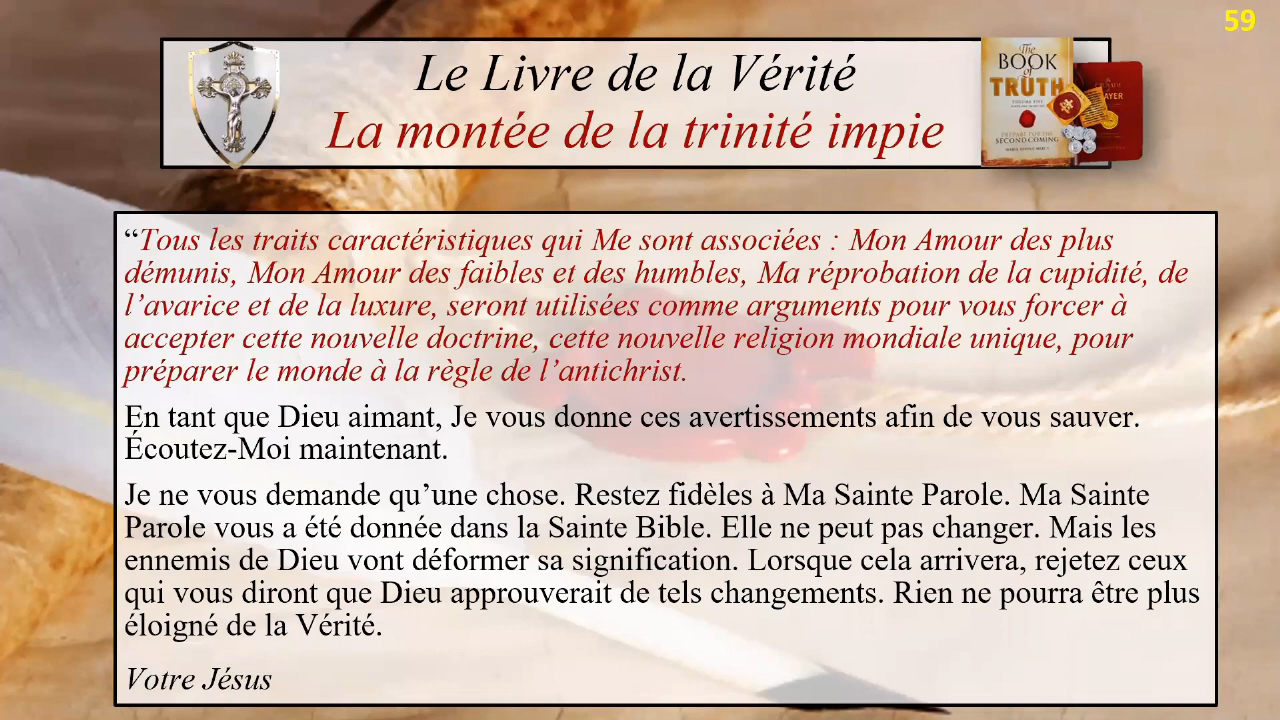 59
Le Livre de la Vérité
La montée de la trinité impie
The
BOOK
of
TRUTH
SECOND COMING
“Tous les traits caractéristiques qui Me sont associées : Mon Amour des plus
démunis, Mon Amour des faibles et des humbles, Ma réprobation de la cupidité, de
l’avarice et de la luxure, seront utilisées comme arguments pour vous forcer à
accepter cette nouvelle doctrine, cette nouvelle religion mondiale unique, pour
préparer le monde à la règle de l’antichrist.
En tant que Dieu aimant, Je vous donne ces avertissements afin de vous sauver.
Écoutez-Moi maintenant.
Je ne vous demande qu’une chose. Restez fidèles à Ma Sainte Parole. Ma Sainte
Parole vous a été donnée dans la Sainte Bible. Elle ne peut pas changer. Mais les
ennemis de Dieu vont déformer sa signification. Lorsque cela arrivera, rejetez ceux
qui vous diront que Dieu approuverait de tels changements. Rien ne pourra être plus
éloigné de la Vérité.
Votre Jésus